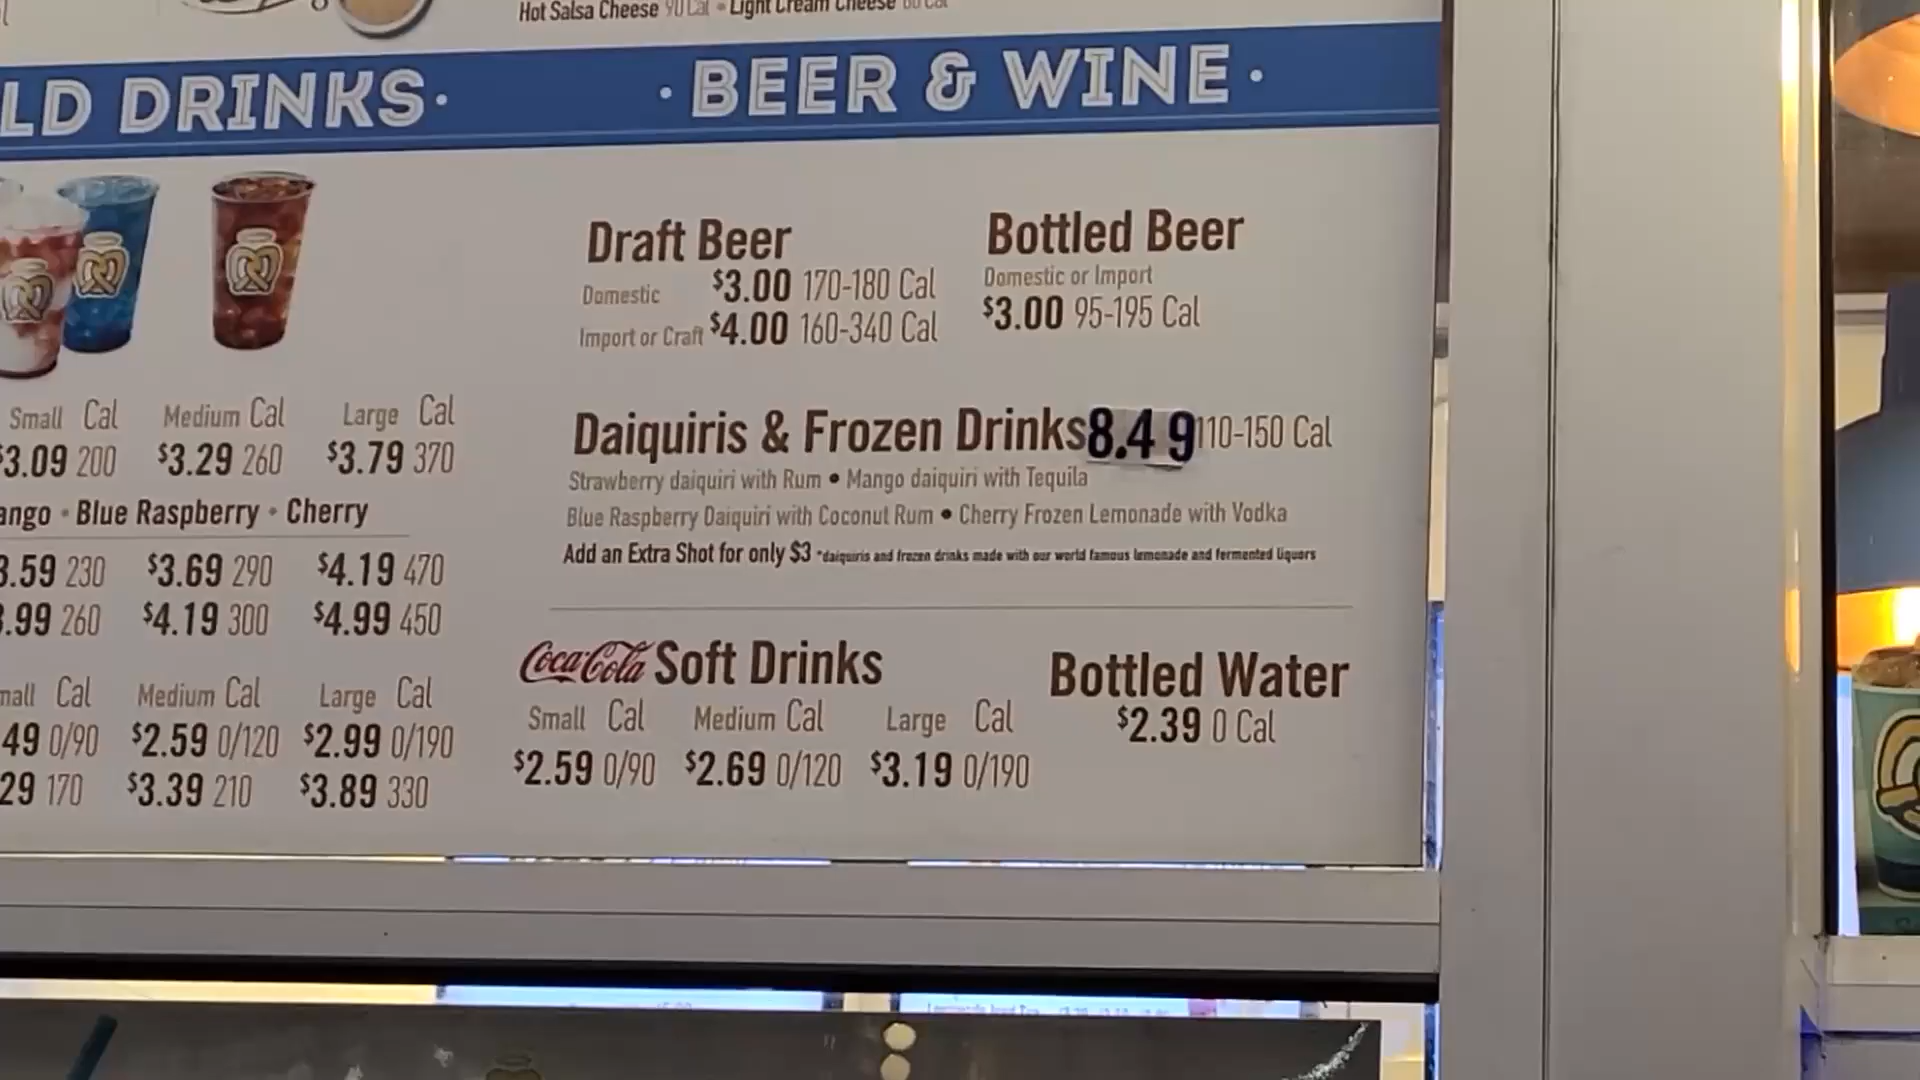 Hot Salsa Cheese 90 Cal • Light Cream Cheese 60 Cal
LD DRINKS •
• BEER & WINE •
Draft Beer
Domestic $3.00 170-180 Cal
Import or Craft $4.00 160-340 Cal
Bottled Beer
Domestic or Import
$3.00 95-195 Cal
Small Cal Medium Cal Large Cal
$3.09 200 $3.29 260 $3.79 370
ango • Blue Raspberry • Cherry
3.59 230 $3.69 290 $4.19 470
.99 260 $4.19 300 $4.99 450
mall Cal Medium Cal Large Cal
49 0/90 $2.59 0/120 $2.99 0/190
29 170 $3.39 210 $3.89 330
Daiquiris & Frozen Drinks 8.49 110-150 Cal
Strawberry daiquiri with Rum • Mango daiquiri with Tequila
Blue Raspberry Daiquiri with Coconut Rum • Cherry Frozen Lemonade with Vodka
Add an Extra Shot for only $3 *daiquiris and frozen drinks made with our world famous lemonade and fermented liquors
Coca-Cola Soft Drinks
Small Cal Medium Cal Large Cal
$2.59 0/90 $2.69 0/120 $3.19 0/190
Bottled Water
$2.39 0 Cal